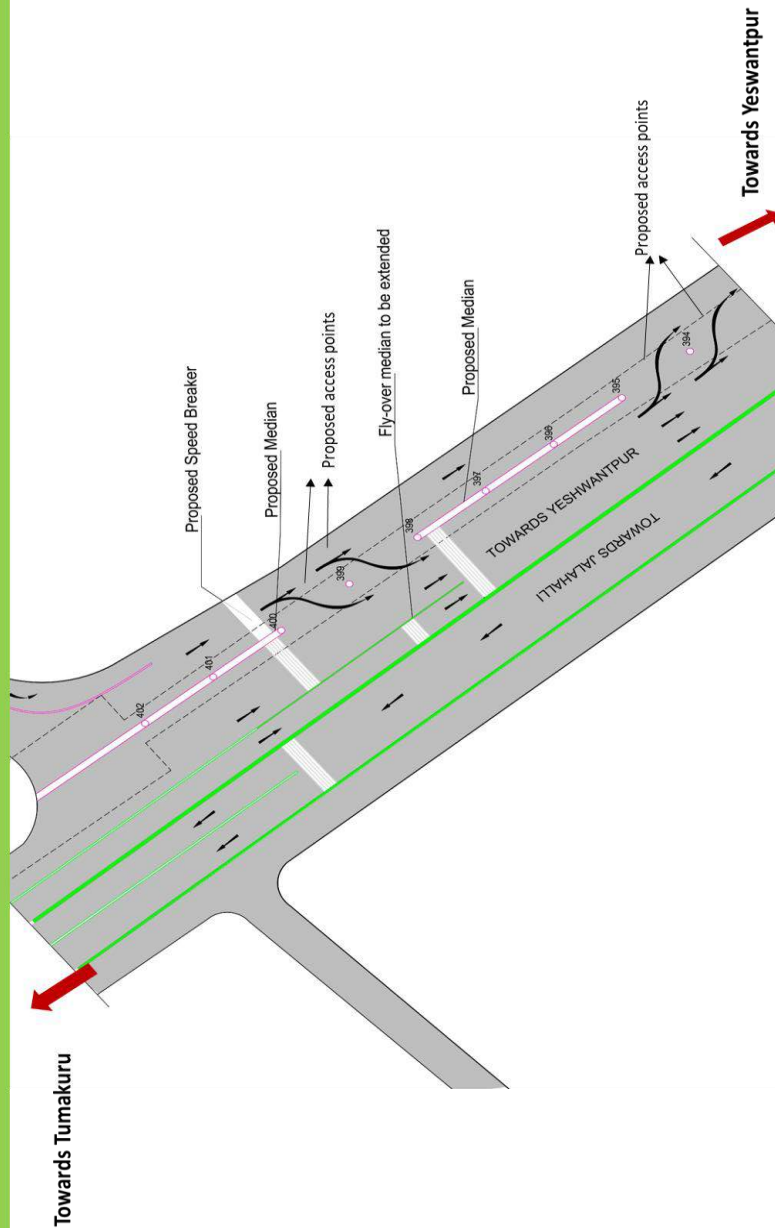 Towards Tumakuru
Towards Yeswantpur
Proposed Speed Breaker
Proposed Median
Proposed access points
Fly-over median to be extended
Proposed Median
Proposed access points
402
401
400
399
398
397
396
395
394
TOWARDS YESHWANTPUR
TOWARDS JALAHALLI